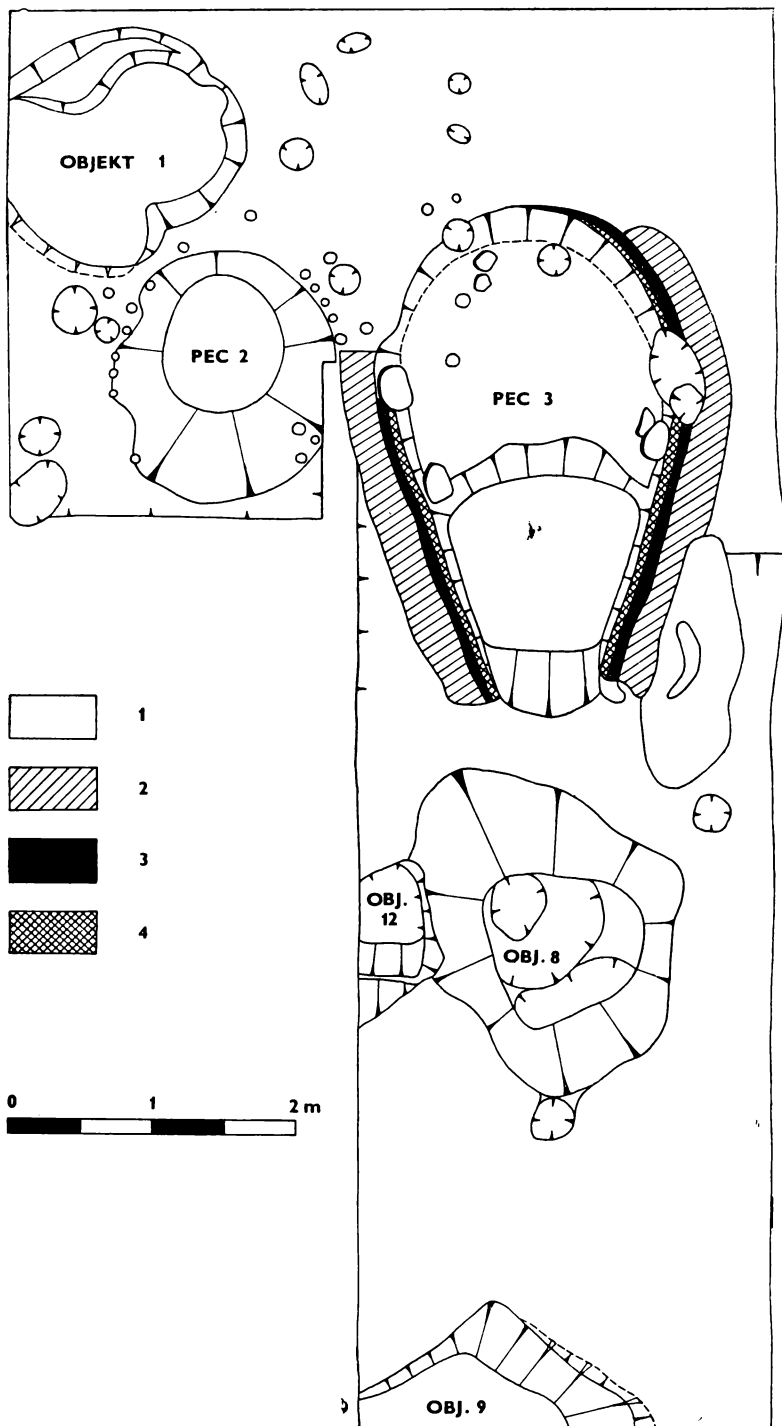 OBJEKT 1
PEC 2
PEC 3
1
2
3
4
OBJ.
12
OBJ. 8
0 1 2 m
OBJ. 9